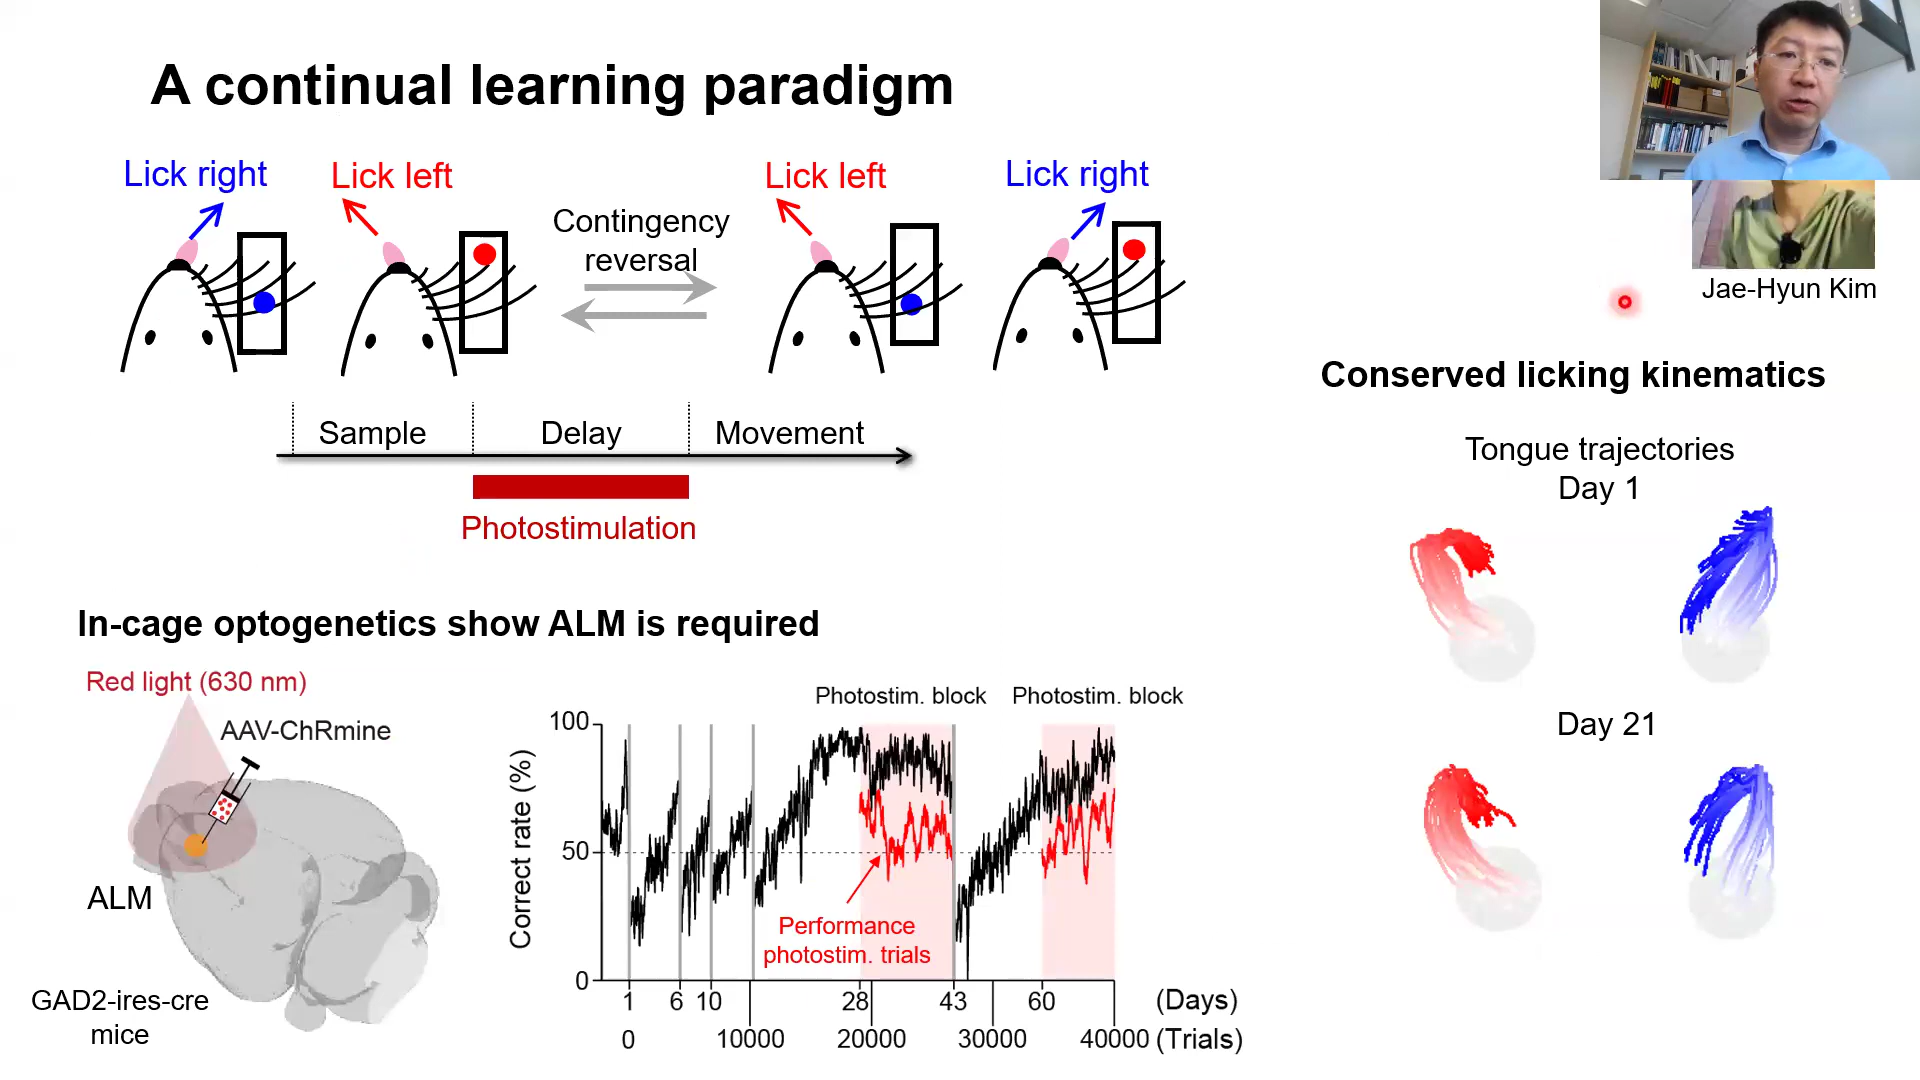 A continual learning paradigm
Lick right
Lick left
Contingency
reversal
Lick left
Lick right
Sample
Delay
Movement
Photostimulation
Jae-Hyun Kim
Conserved licking kinematics
Tongue trajectories
Day 1
Day 21
In-cage optogenetics show ALM is required
Red light (630 nm)
AAV-ChRmine
ALM
GAD2-ires-cre
mice
Photostim. block
Photostim. block
Correct rate (%)
100
50
0
Performance
photostim. trials
1 6 10 28 43 60 (Days)
0 10000 20000 30000 40000 (Trials)